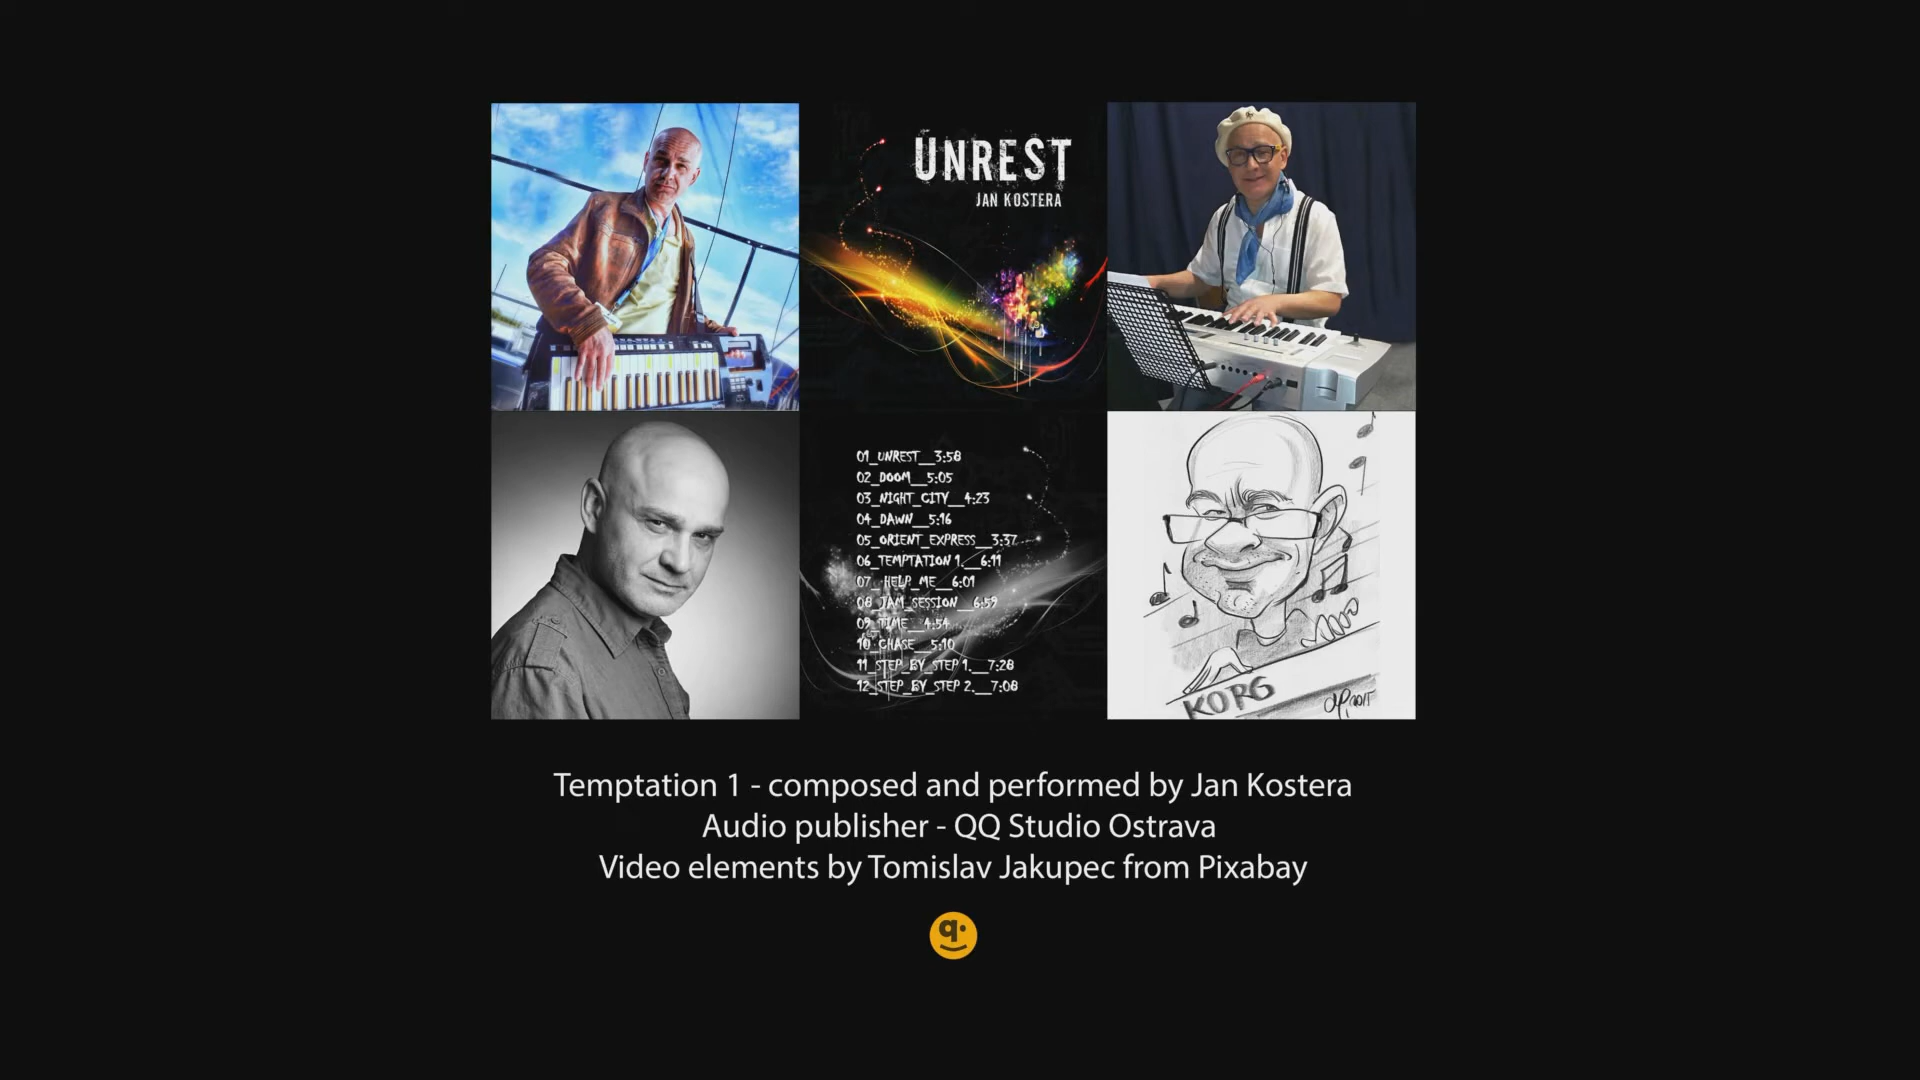 UNREST
JAN KOSTERA
01_UNREST__3:58
02_DOOM__5:05
03_NIGHT_CITY__4:23
04_DAWN__5:16
05_ORIENT_EXPRESS__3:37
06_TEMPTATION 1.__6:11
07_HELP_ME__6:01
08_JAM_SESSION__6:59
09_TIME__4:54
10_CHASE__5:10
11_STEP_BY_STEP 1.__7:28
12_STEP_BY_STEP 2.__7:08
KORG
2015
Temptation 1 - composed and performed by Jan Kostera
Audio publisher - QQ Studio Ostrava
Video elements by Tomislav Jakupec from Pixabay
q.